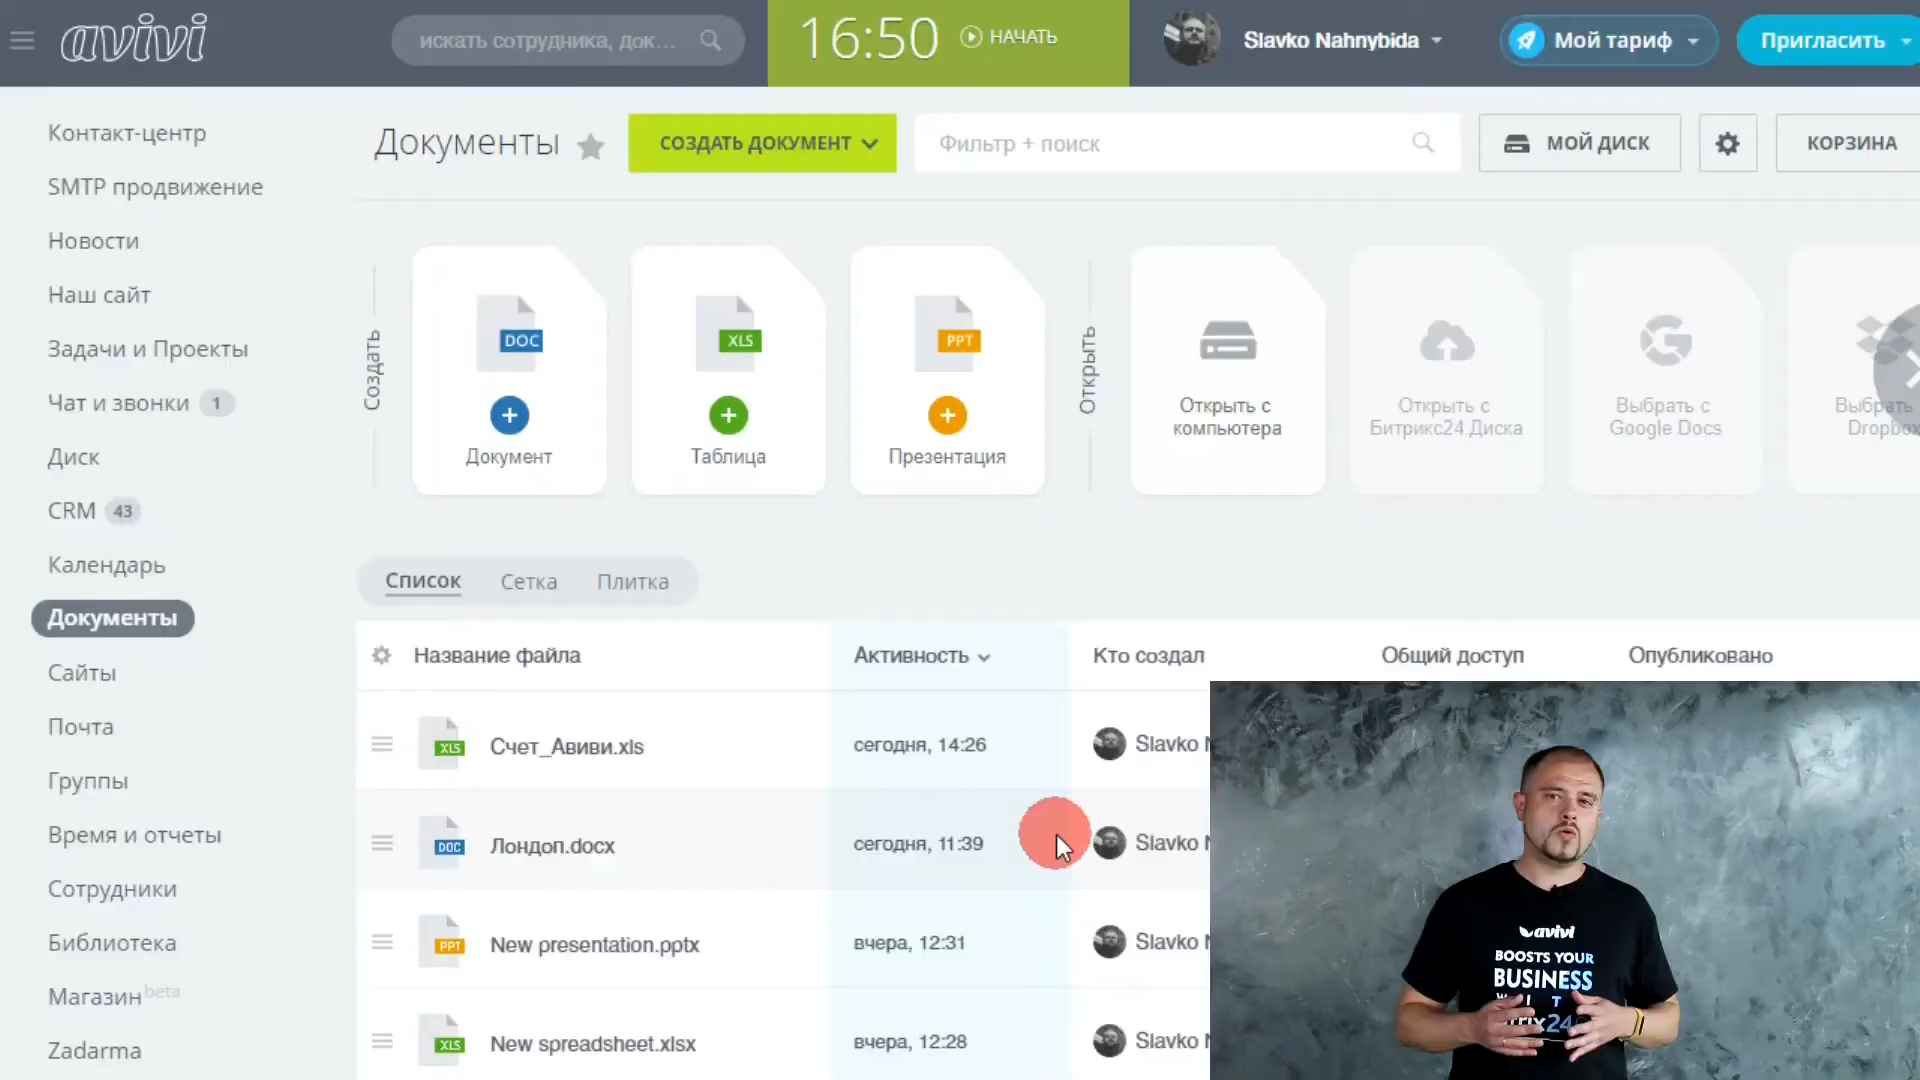 avivi
искать сотрудника, док...
16:50
НАЧАТЬ
Slavko Nahnybida
Мой тариф
Пригласить
Контакт-центр
SMTP продвижение
Новости
Наш сайт
Задачи и Проекты
Чат и звонки 1
Диск
CRM 43
Календарь
Документы
Сайты
Почта
Группы
Время и отчеты
Сотрудники
Библиотека
Магазин beta
Zadarma
Документы
СОЗДАТЬ ДОКУМЕНТ
Фильтр + поиск
МОЙ ДИСК
КОРЗИНА
Создать
DOC
Документ
XLS
Таблица
PPT
Презентация
Открыть
Открыть с
компьютера
Открыть с
Битрикс24.Диска
Выбрать с
Google Docs
Выбрать
Dropbox
Список
Сетка
Плитка
Название файла
Активность
Кто создал
Общий доступ
Опубликовано
XLS
Счет_Авиви.xls
сегодня, 14:26
Slavko
DOC
Лондоп.docx
сегодня, 11:39
Slavko
PPT
New presentation.pptx
вчера, 12:31
Slavko
XLS
New spreadsheet.xlsx
вчера, 12:28
Slavko
avivi
BOOSTS YOUR
BUSINESS